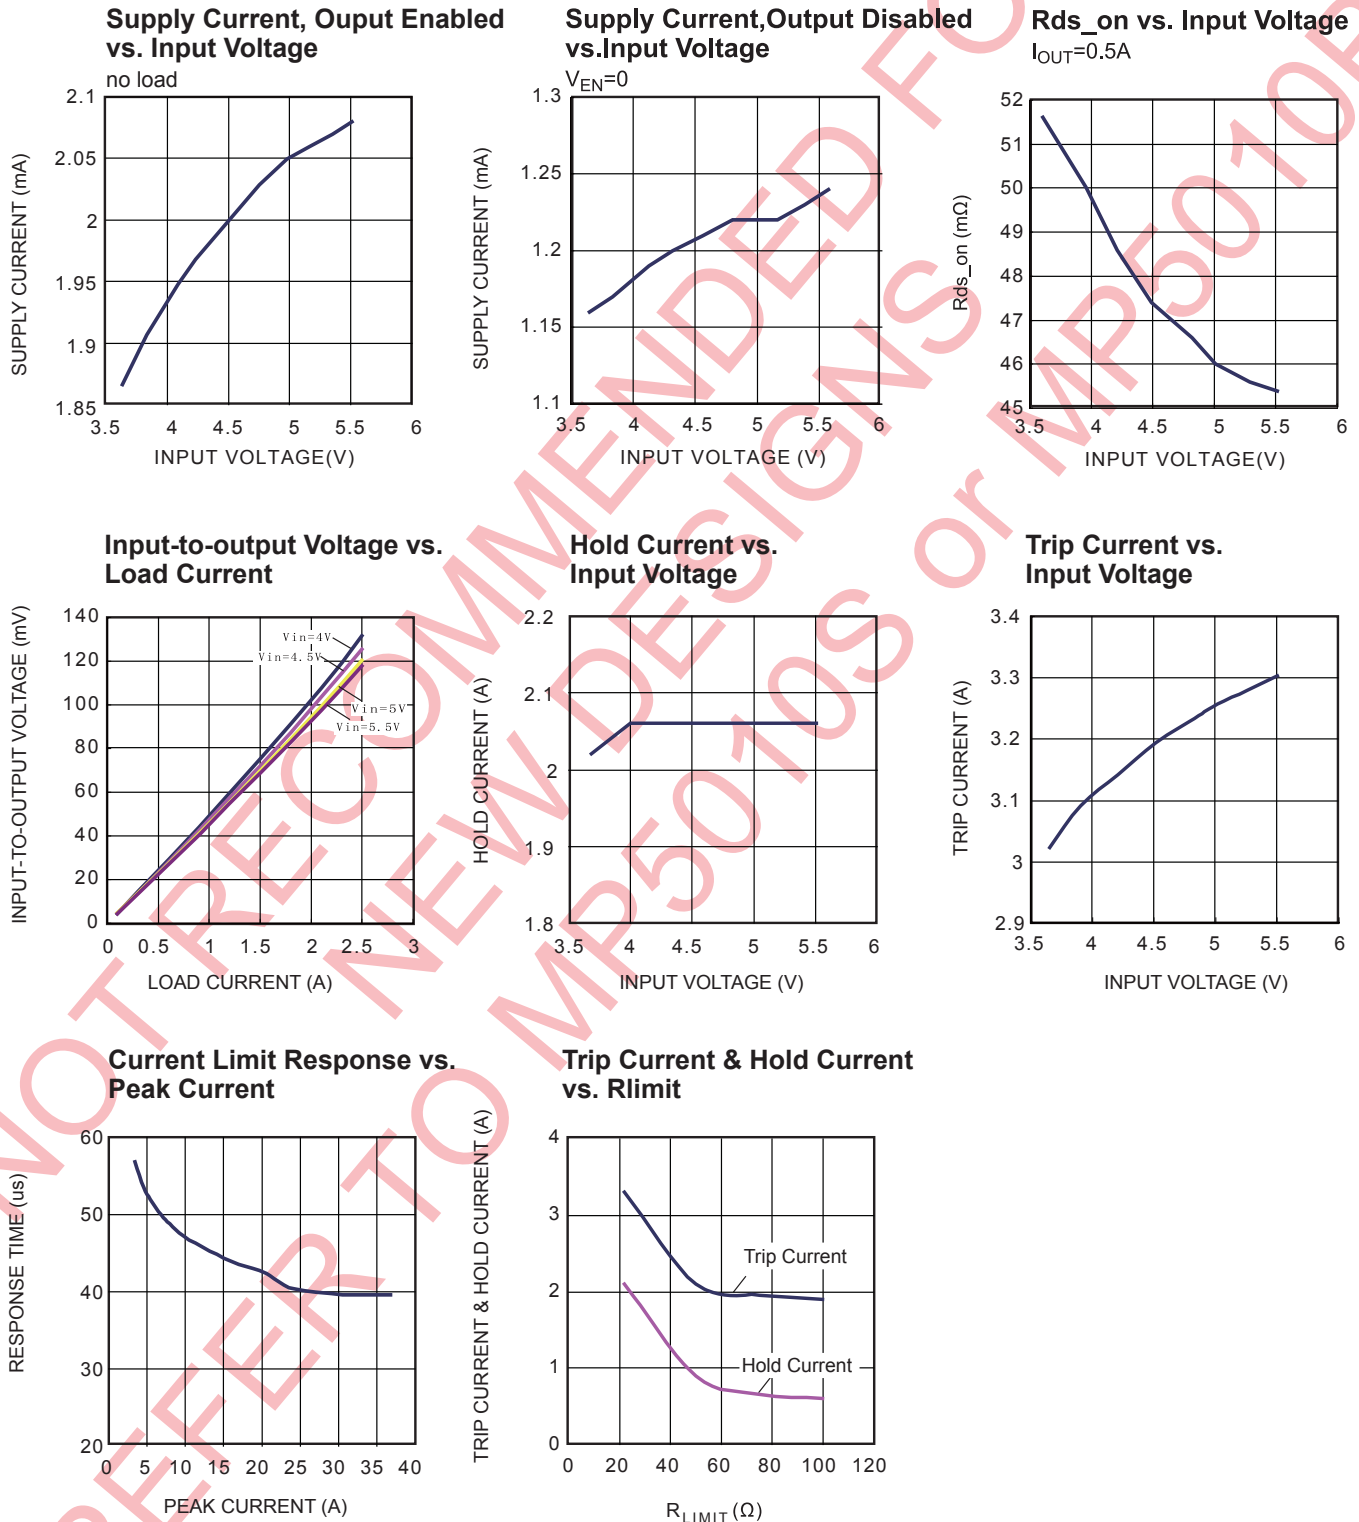 Supply Current, Ouput Enabled
vs. Input Voltage
no load
2.1
2.05
2
1.95
1.9
1.85
3.5 4 4.5 5 5.5 6
SUPPLY CURRENT (mA)
INPUT VOLTAGE(V)
Supply Current,Output Disabled
vs.Input Voltage
VEN=0
1.3
1.25
1.2
1.15
1.1
3.5 4 4.5 5 5.5 6
SUPPLY CURRENT (mA)
INPUT VOLTAGE (V)
Rds_on vs. Input Voltage
IOUT=0.5A
52
51
50
49
48
47
46
45
3.5 4 4.5 5 5.5 6
Rds_on (mΩ)
INPUT VOLTAGE(V)
Input-to-output Voltage vs.
Load Current
140
120
100
80
60
40
20
0
0 0.5 1 1.5 2 2.5 3
Vin=4V
Vin=4.5V
Vin=5V
Vin=5.5V
INPUT-TO-OUTPUT VOLTAGE (mV)
LOAD CURRENT (A)
Hold Current vs.
Input Voltage
2.2
2.1
2
1.9
1.8
3.5 4 4.5 5 5.5 6
HOLD CURRENT (A)
INPUT VOLTAGE (V)
Trip Current vs.
Input Voltage
3.4
3.3
3.2
3.1
3
2.9
3.5 4 4.5 5 5.5 6
TRIP CURRENT (A)
INPUT VOLTAGE (V)
Current Limit Response vs.
Peak Current
60
50
40
30
20
0 5 10 15 20 25 30 35 40
RESPONSE TIME (us)
PEAK CURRENT (A)
Trip Current & Hold Current
vs. Rlimit
4
3
2
1
0
0 20 40 60 80 100 120
Trip Current
Hold Current
TRIP CURRENT & HOLD CURRENT (A)
RLIMIT (Ω)
NOT RECOMMENDED FO
NEW DESIGNS
REFER TO MP5010S or MP5010B